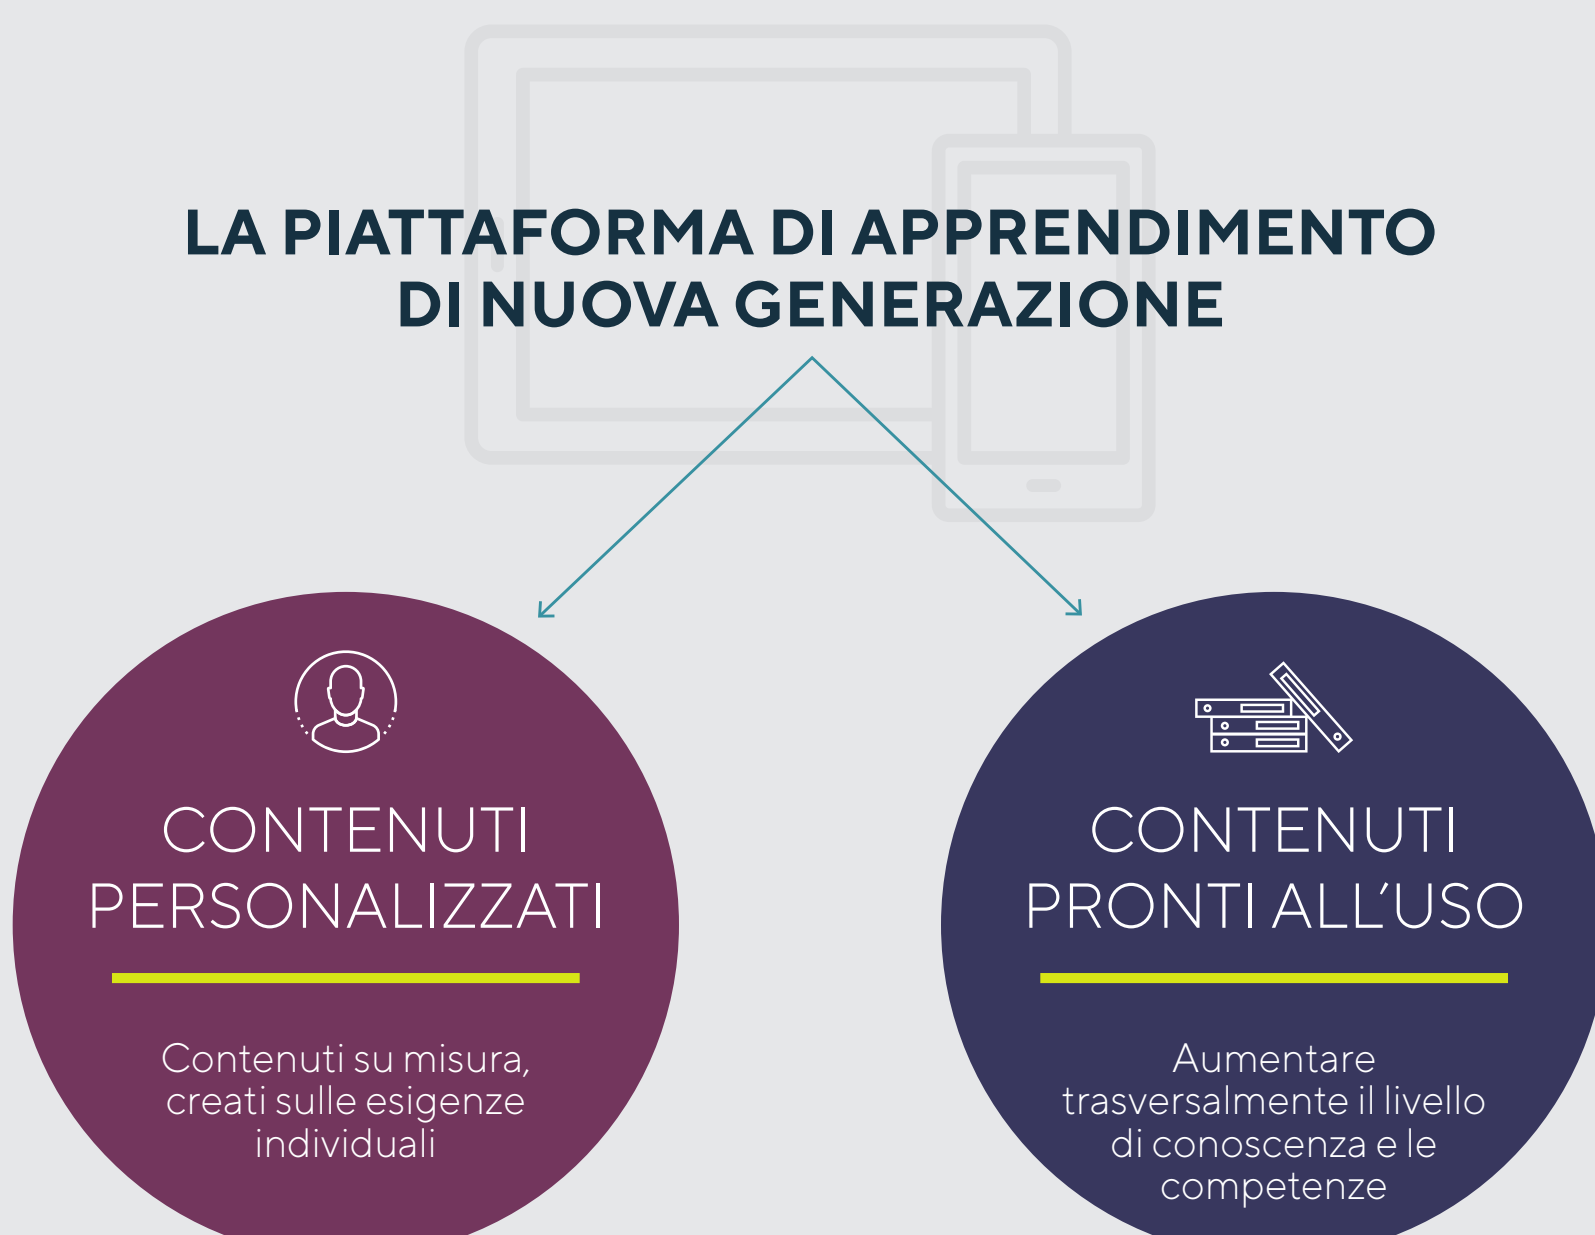 LA PIATTAFORMA DI APPRENDIMENTO
DI NUOVA GENERAZIONE
CONTENUTI
PERSONALIZZATI
Contenuti su misura,
creati sulle esigenze
individuali
CONTENUTI
PRONTI ALL'USO
Aumentare
trasversalmente il livello
di conoscenza e le
competenze